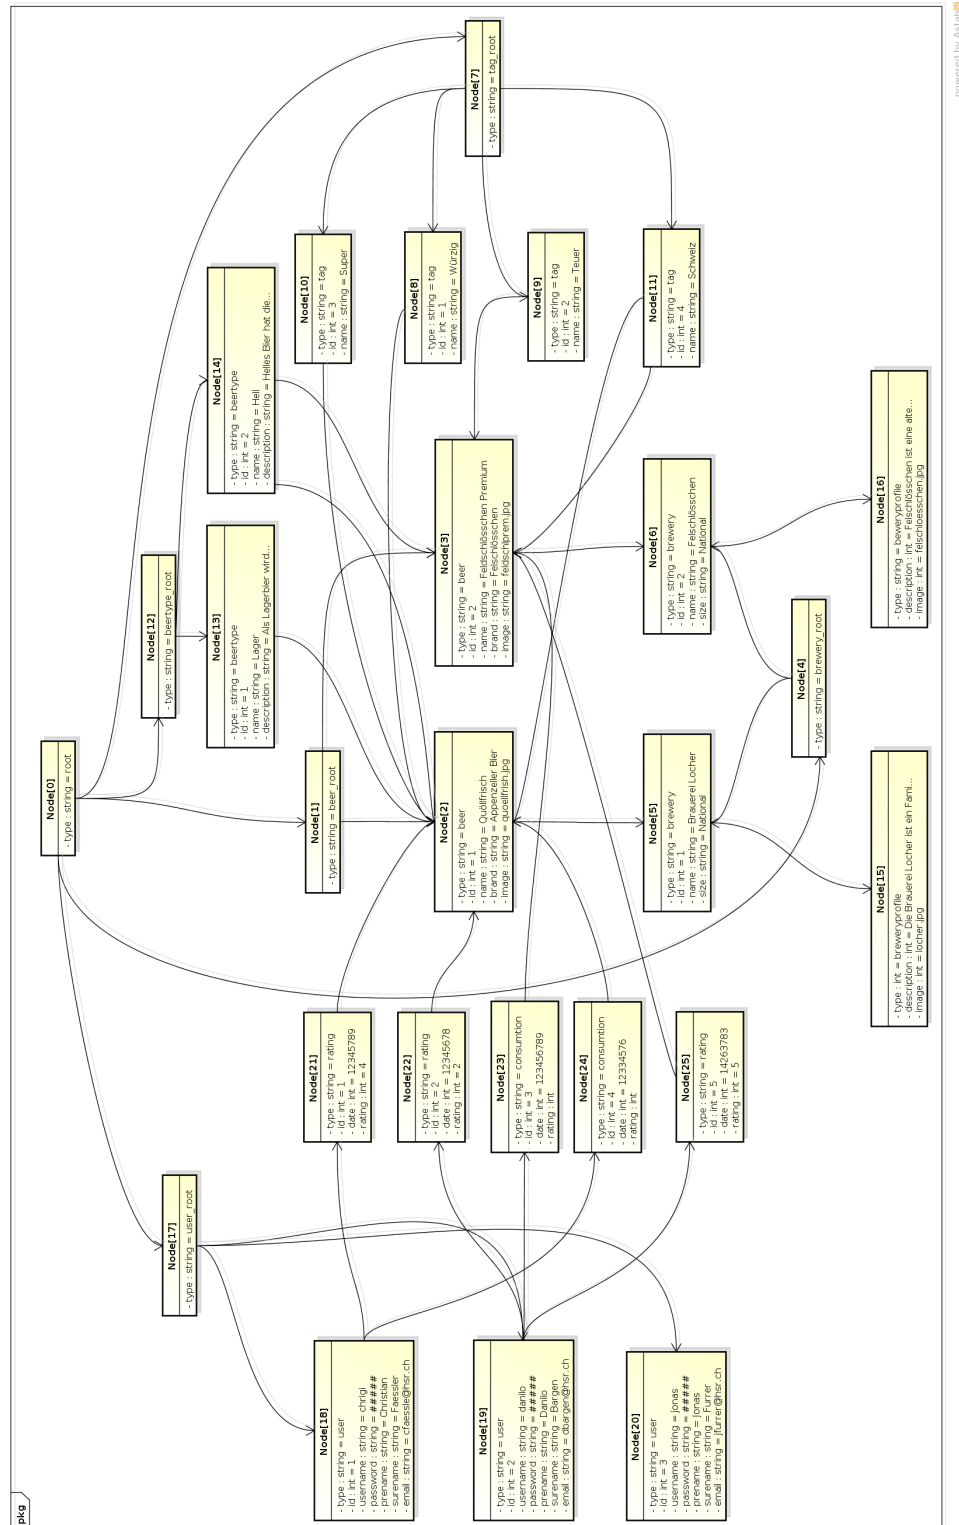 pkg
powered by Astah
Node[0]
- type : string = root
Node[17]
- type : string = user_root
Node[12]
- type : string = beertype_root
Node[7]
- type : string = tag_root
Node[18]
- type : string = user
- id : int = 1
- username : string = chrigi
- password : string = #####
- prename : string = Christian
- surename : string = Faessler
- email : string = cfaessle@hsr.ch
Node[19]
- type : string = user
- id : int = 2
- username : string = danilo
- password : string = #####
- prename : string = Danilo
- surename : string = Bargen
- email : string = dbargen@hsr.ch
Node[20]
- type : string = user
- id : int = 3
- username : string = jonas
- password : string = #####
- prename : string = Jonas
- surename : string = Furrer
- email : string = jfurrer@hsr.ch
Node[21]
- type : string = rating
- id : int = 1
- date : int = 12345789
- rating : int = 4
Node[22]
- type : string = rating
- id : int = 2
- date : int = 12345678
- rating : int = 2
Node[23]
- type : string = consumtion
- id : int = 3
- date : int = 123456789
- rating : int
Node[24]
- type : string = consumtion
- id : int = 4
- date : int = 12334576
- rating : int
Node[25]
- type : string = rating
- id : int = 5
- date : int = 14263783
- rating : int = 5
Node[1]
- type : string = beer_root
Node[13]
- type : string = beertype
- id : int = 1
- name : string = Lager
- description : string = Als Lagerbier wird...
Node[14]
- type : string = beertype
- id : int = 2
- name : string = Hell
- description : string = Helles Bier hat die...
Node[10]
- type : string = tag
- id : int = 3
- name : string = Super
Node[8]
- type : string = tag
- id : int = 1
- name : string = Würzig
Node[9]
- type : string = tag
- id : int = 2
- name : string = Teuer
Node[11]
- type : string = tag
- id : int = 4
- name : string = Schweiz
Node[2]
- type : string = beer
- id : int = 1
- name : string = Quöllfrisch
- brand : string = Appenzeller Bier
- image : string = quoellfrish.jpg
Node[3]
- type : string = beer
- id : int = 2
- name : string = Feldschlösschen Premium
- brand : string = Felschlösschen
- image : string = feldschlprem.jpg
Node[5]
- type : string = brewery
- id : int = 1
- name : string = Brauerei Locher
- size : string = National
Node[6]
- type : string = brewery
- id : int = 2
- name : string = Felschlösschen
- size : string = National
Node[4]
- type : string = brewery_root
Node[15]
- type : int = breweryprofile
- description : int = Die Brauerei Locher ist ein Fami...
- image : int = locher.jpg
Node[16]
- type : string = beweryprofile
- description : int = Felschlösschen ist eine alte...
- image : int = felschloesschen.jpg